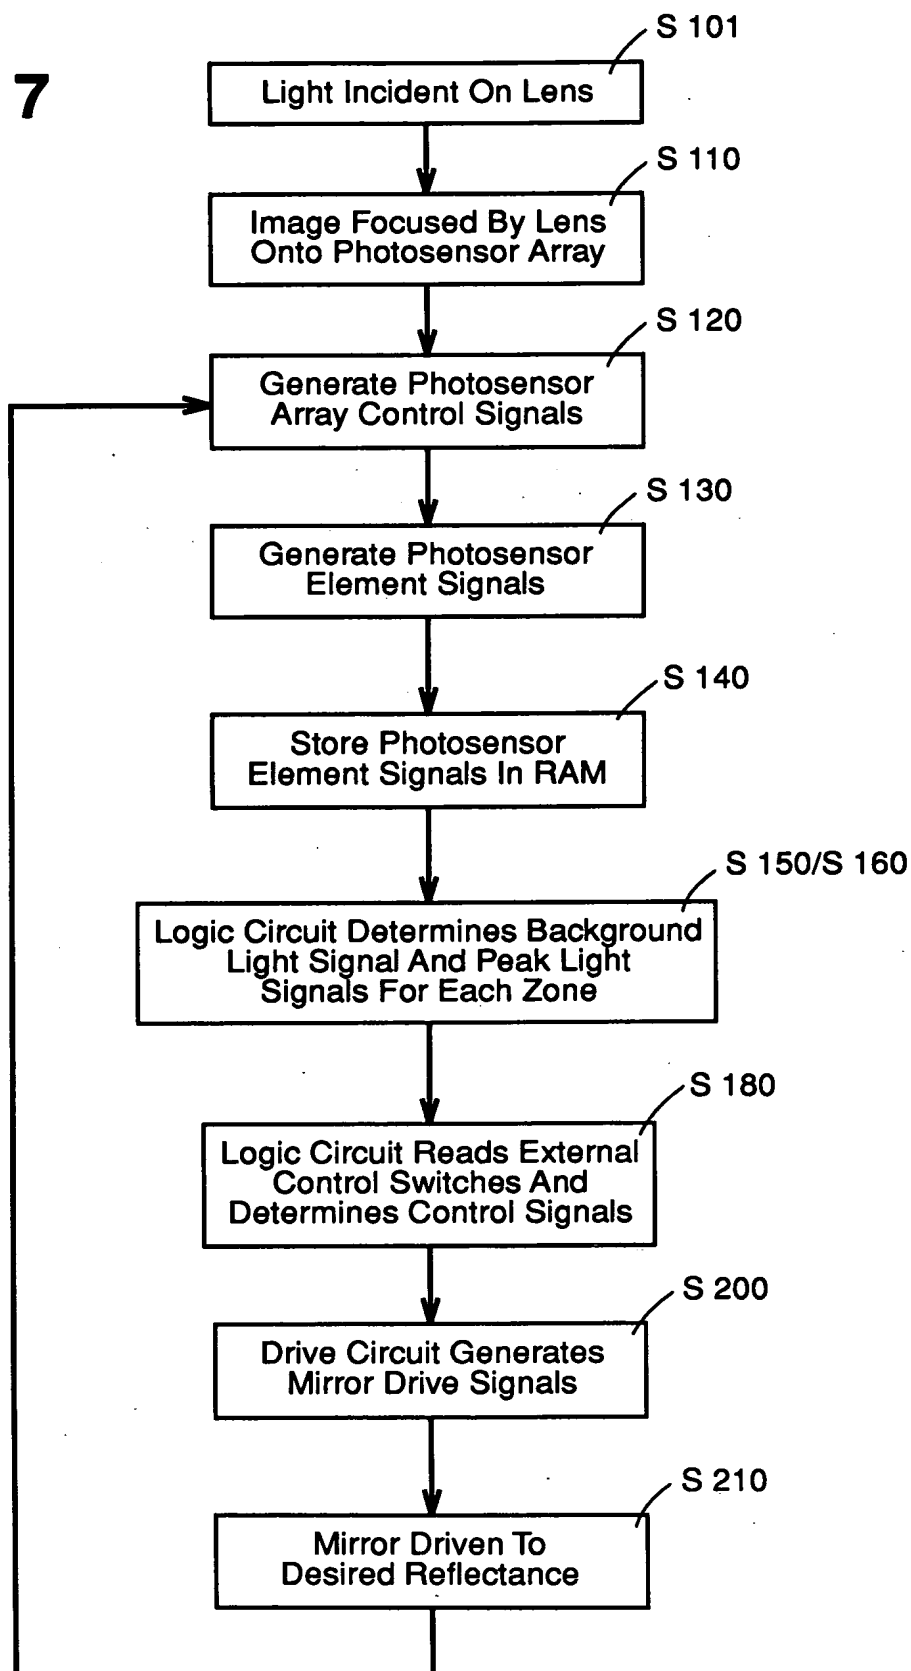 7
S 101
Light Incident On Lens
S 110
Image Focused By Lens
Onto Photosensor Array
S 120
Generate Photosensor
Array Control Signals
S 130
Generate Photosensor
Element Signals
S 140
Store Photosensor
Element Signals In RAM
S 150/S 160
Logic Circuit Determines Background
Light Signal And Peak Light
Signals For Each Zone
S 180
Logic Circuit Reads External
Control Switches And
Determines Control Signals
S 200
Drive Circuit Generates
Mirror Drive Signals
S 210
Mirror Driven To
Desired Reflectance